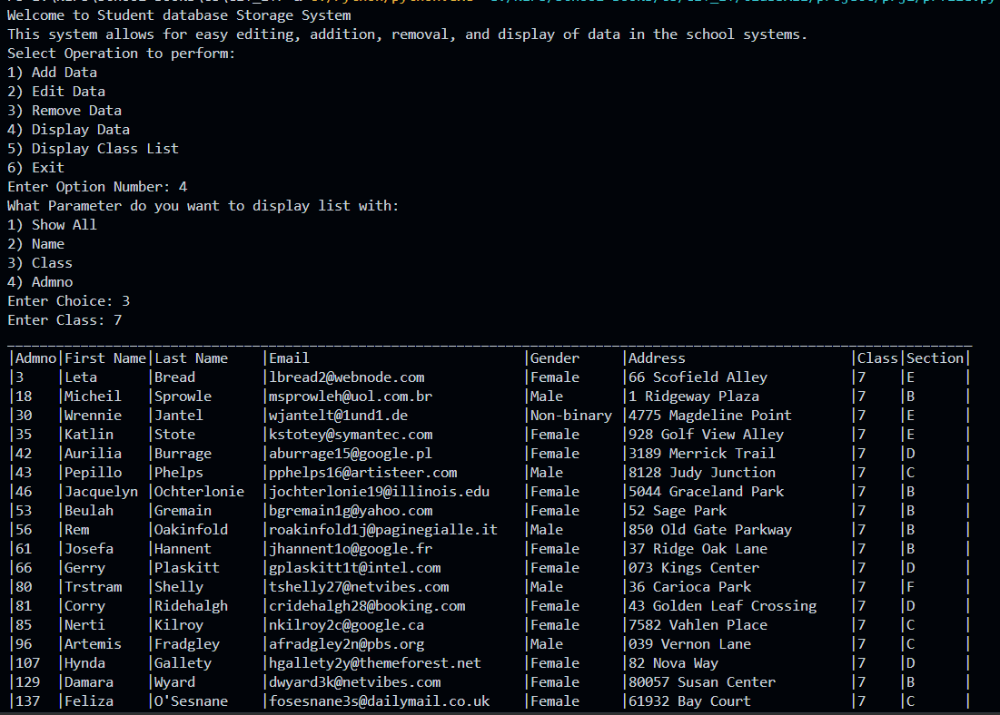 Welcome to Student database Storage System
This system allows for easy editing, addition, removal, and display of data in the school systems.
Select Operation to perform:
1) Add Data
2) Edit Data
3) Remove Data
4) Display Data
5) Display Class List
6) Exit
Enter Option Number: 4
What Parameter do you want to display list with:
1) Show All
2) Name
3) Class
4) Admno
Enter Choice: 3
Enter Class: 7
|Admno|First Name|Last Name    |Email                          |Gender     |Address                    |Class|Section|
|3    |Leta      |Bread        |lbread2@webnode.com            |Female     |66 Scofield Alley          |7    |E      |
|18   |Micheil   |Sprowle      |msprowleh@uol.com.br           |Male       |1 Ridgeway Plaza           |7    |B      |
|30   |Wrennie   |Jantel       |wjantelt@1und1.de              |Non-binary |4775 Magdeline Point       |7    |E      |
|35   |Katlin    |Stote        |kstotey@symantec.com           |Female     |928 Golf View Alley        |7    |E      |
|42   |Aurilia   |Burrage      |aburrage15@google.pl           |Female     |3189 Merrick Trail         |7    |D      |
|43   |Pepillo   |Phelps       |pphelps16@artisteer.com        |Male       |8128 Judy Junction         |7    |C      |
|46   |Jacquelyn |Ochterlonie  |jochterlonie19@illinois.edu    |Female     |5044 Graceland Park        |7    |B      |
|53   |Beulah    |Gremain      |bgremain1g@yahoo.com           |Female     |52 Sage Park               |7    |B      |
|56   |Rem       |Oakinfold    |roakinfold1j@paginegialle.it   |Male       |850 Old Gate Parkway       |7    |B      |
|61   |Josefa    |Hannent      |jhannent1o@google.fr           |Female     |37 Ridge Oak Lane          |7    |B      |
|66   |Gerry     |Plaskitt     |gplaskitt1t@intel.com          |Female     |073 Kings Center           |7    |D      |
|80   |Trstram   |Shelly       |tshelly27@netvibes.com         |Male       |36 Carioca Park            |7    |F      |
|81   |Corry     |Ridehalgh    |cridehalgh28@booking.com       |Female     |43 Golden Leaf Crossing    |7    |D      |
|85   |Nerti     |Kilroy       |nkilroy2c@google.ca            |Female     |7582 Vahlen Place          |7    |C      |
|96   |Artemis   |Fradgley     |afradgley2n@pbs.org            |Male       |039 Vernon Lane            |7    |C      |
|107  |Hynda     |Gallety      |hgallety2y@themeforest.net     |Female     |82 Nova Way                |7    |D      |
|129  |Damara    |Wyard        |dwyard3k@netvibes.com          |Female     |80057 Susan Center         |7    |B      |
|137  |Feliza    |O'Sesnane    |fosesnane3s@dailymail.co.uk    |Female     |61932 Bay Court            |7    |C      |